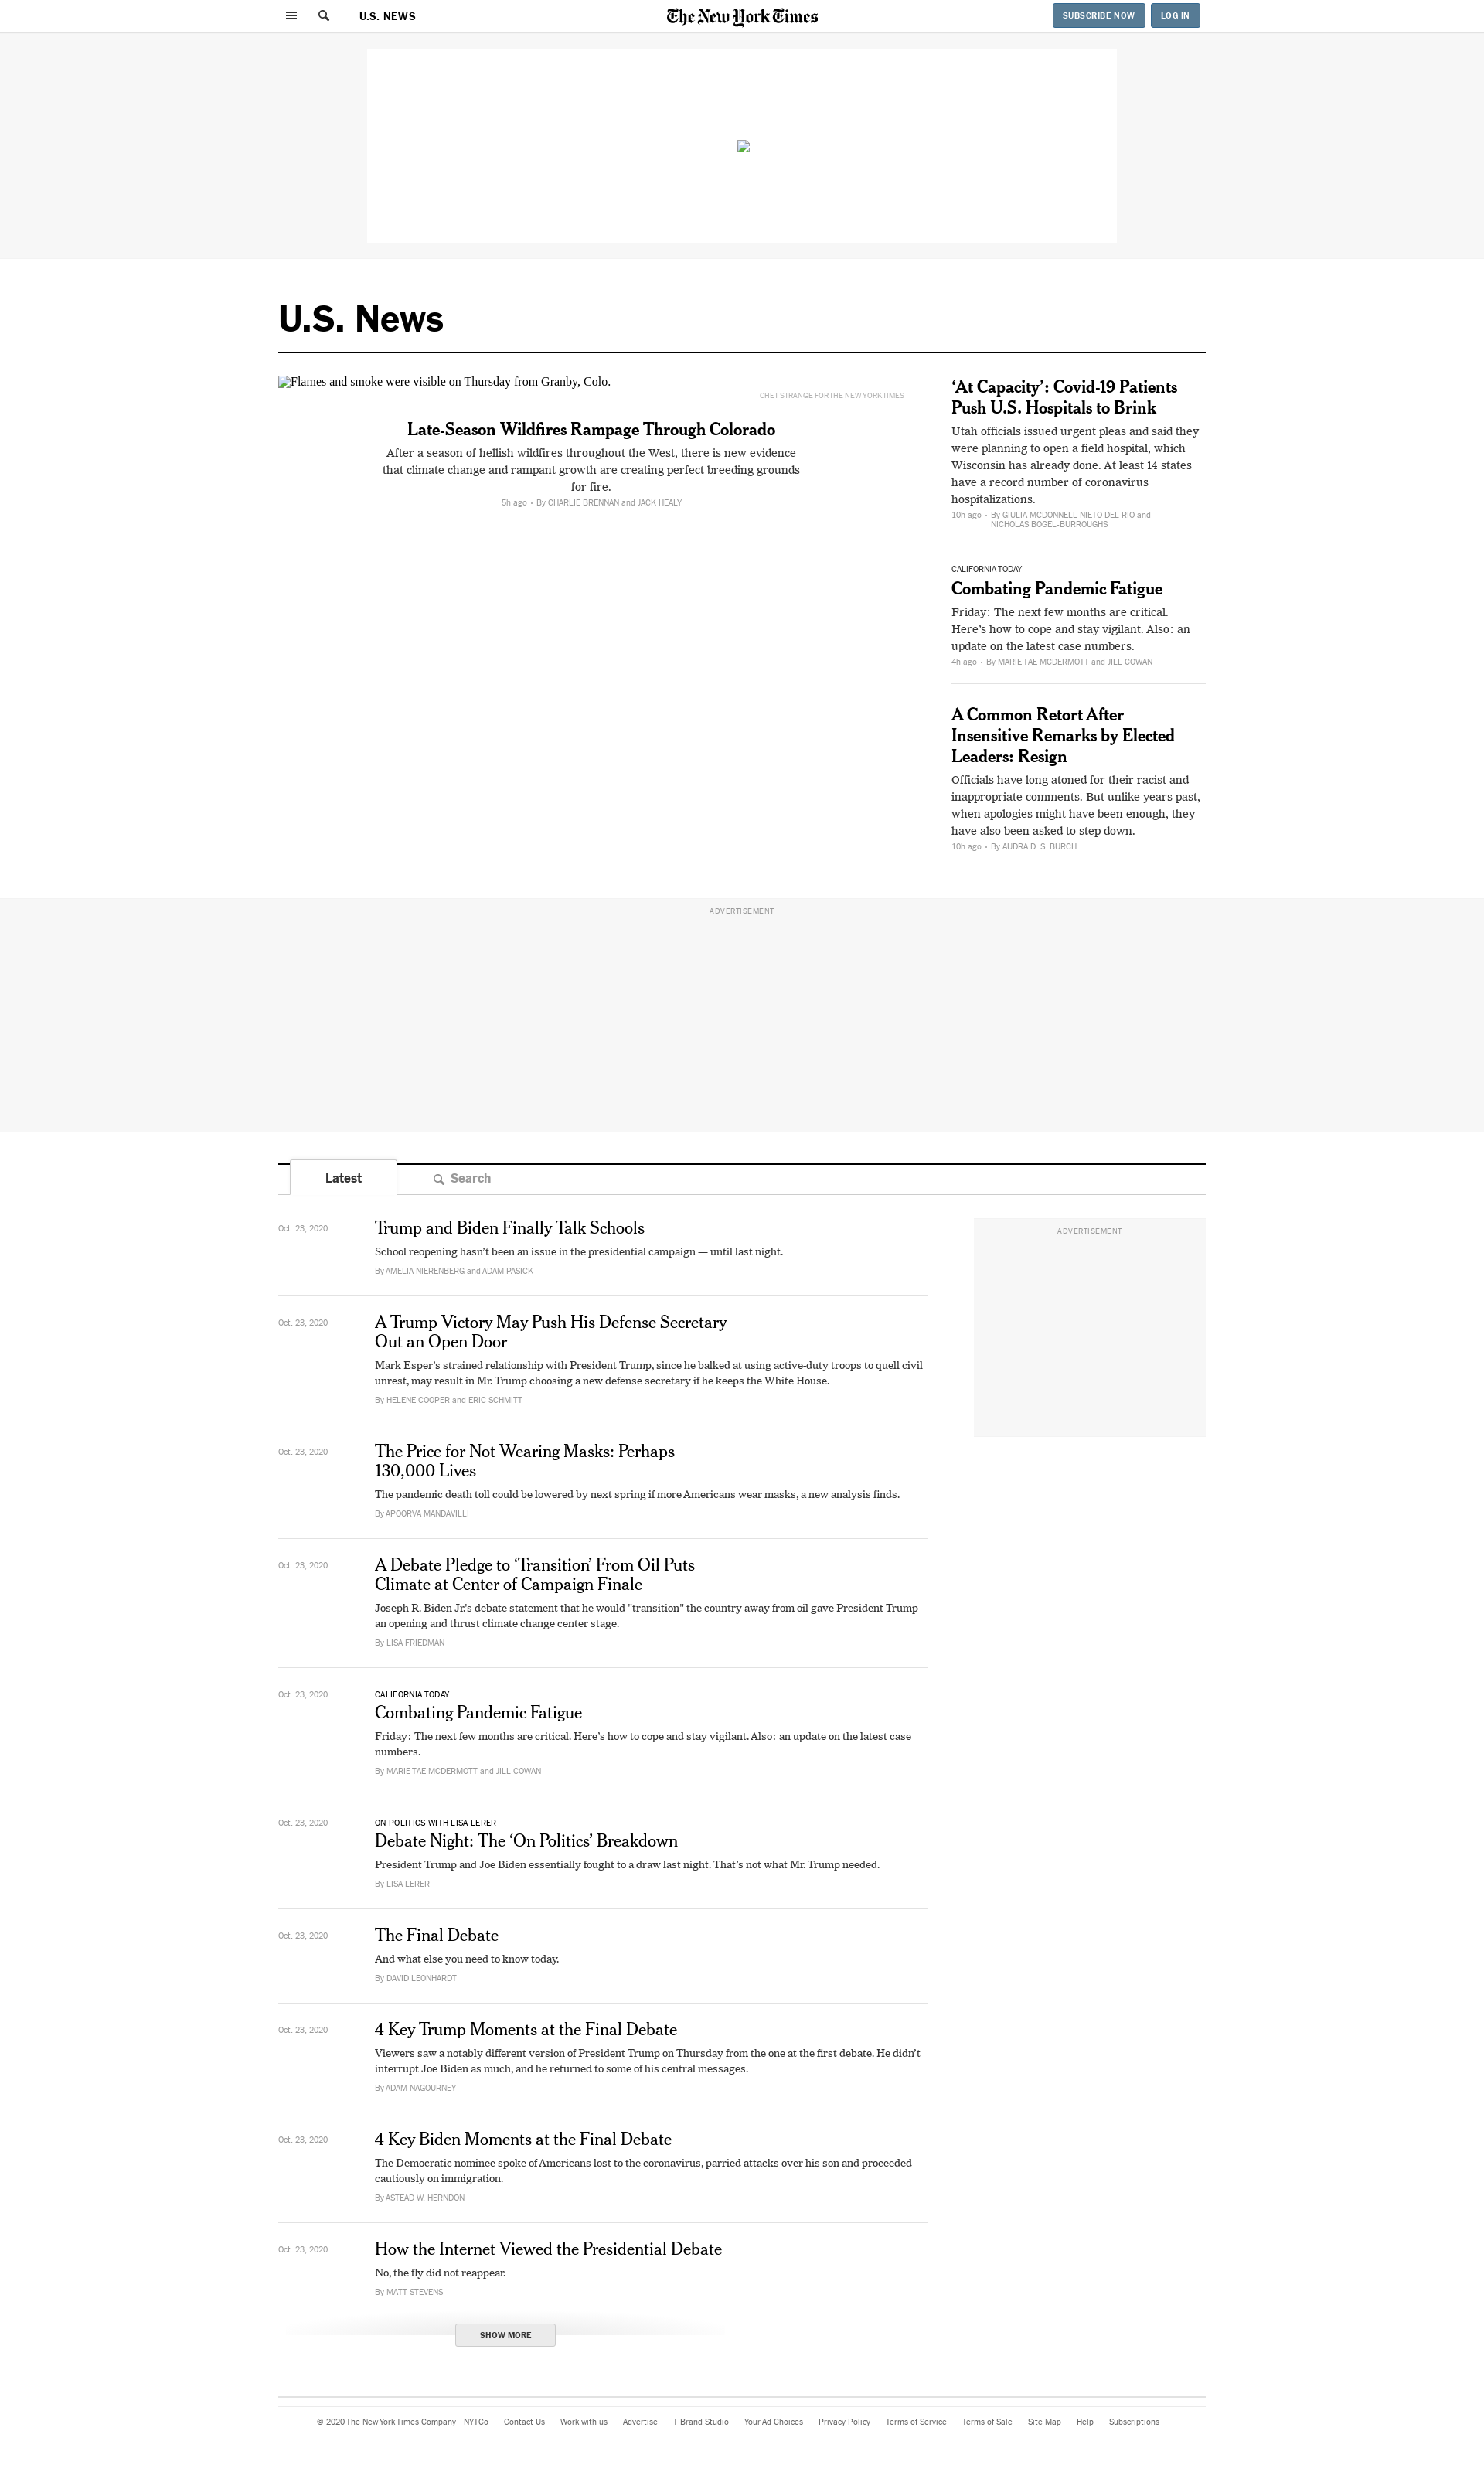 U.S. NEWS
The New York Times
SUBSCRIBE NOW
LOG IN
U.S. News
Flames and smoke were visible on Thursday from Granby, Colo.
CHET STRANGE FOR THE NEW YORK TIMES
Late-Season Wildfires Rampage Through Colorado
After a season of hellish wildfires throughout the West, there is new evidence
that climate change and rampant growth are creating perfect breeding grounds
for fire.
5h ago • By CHARLIE BRENNAN and JACK HEALY
‘At Capacity’: Covid-19 Patients
Push U.S. Hospitals to Brink
Utah officials issued urgent pleas and said they
were planning to open a field hospital, which
Wisconsin has already done. At least 14 states
have a record number of coronavirus
hospitalizations.
10h ago • By GIULIA MCDONNELL NIETO DEL RIO and
NICHOLAS BOGEL-BURROUGHS
CALIFORNIA TODAY
Combating Pandemic Fatigue
Friday: The next few months are critical.
Here’s how to cope and stay vigilant. Also: an
update on the latest case numbers.
4h ago • By MARIE TAE MCDERMOTT and JILL COWAN
A Common Retort After
Insensitive Remarks by Elected
Leaders: Resign
Officials have long atoned for their racist and
inappropriate comments. But unlike years past,
when apologies might have been enough, they
have also been asked to step down.
10h ago • By AUDRA D. S. BURCH
ADVERTISEMENT
Latest
Search
Oct. 23, 2020
Trump and Biden Finally Talk Schools
School reopening hasn’t been an issue in the presidential campaign — until last night.
By AMELIA NIERENBERG and ADAM PASICK
ADVERTISEMENT
Oct. 23, 2020
A Trump Victory May Push His Defense Secretary
Out an Open Door
Mark Esper’s strained relationship with President Trump, since he balked at using active-duty troops to quell civil
unrest, may result in Mr. Trump choosing a new defense secretary if he keeps the White House.
By HELENE COOPER and ERIC SCHMITT
Oct. 23, 2020
The Price for Not Wearing Masks: Perhaps
130,000 Lives
The pandemic death toll could be lowered by next spring if more Americans wear masks, a new analysis finds.
By APOORVA MANDAVILLI
Oct. 23, 2020
A Debate Pledge to ‘Transition’ From Oil Puts
Climate at Center of Campaign Finale
Joseph R. Biden Jr.’s debate statement that he would "transition" the country away from oil gave President Trump
an opening and thrust climate change center stage.
By LISA FRIEDMAN
Oct. 23, 2020
CALIFORNIA TODAY
Combating Pandemic Fatigue
Friday: The next few months are critical. Here’s how to cope and stay vigilant. Also: an update on the latest case
numbers.
By MARIE TAE MCDERMOTT and JILL COWAN
Oct. 23, 2020
ON POLITICS WITH LISA LERER
Debate Night: The ‘On Politics’ Breakdown
President Trump and Joe Biden essentially fought to a draw last night. That’s not what Mr. Trump needed.
By LISA LERER
Oct. 23, 2020
The Final Debate
And what else you need to know today.
By DAVID LEONHARDT
Oct. 23, 2020
4 Key Trump Moments at the Final Debate
Viewers saw a notably different version of President Trump on Thursday from the one at the first debate. He didn’t
interrupt Joe Biden as much, and he returned to some of his central messages.
By ADAM NAGOURNEY
Oct. 23, 2020
4 Key Biden Moments at the Final Debate
The Democratic nominee spoke of Americans lost to the coronavirus, parried attacks over his son and proceeded
cautiously on immigration.
By ASTEAD W. HERNDON
Oct. 23, 2020
How the Internet Viewed the Presidential Debate
No, the fly did not reappear.
By MATT STEVENS
SHOW MORE
© 2020 The New York Times Company NYTCo Contact Us Work with us Advertise T Brand Studio Your Ad Choices Privacy Policy Terms of Service Terms of Sale Site Map Help Subscriptions